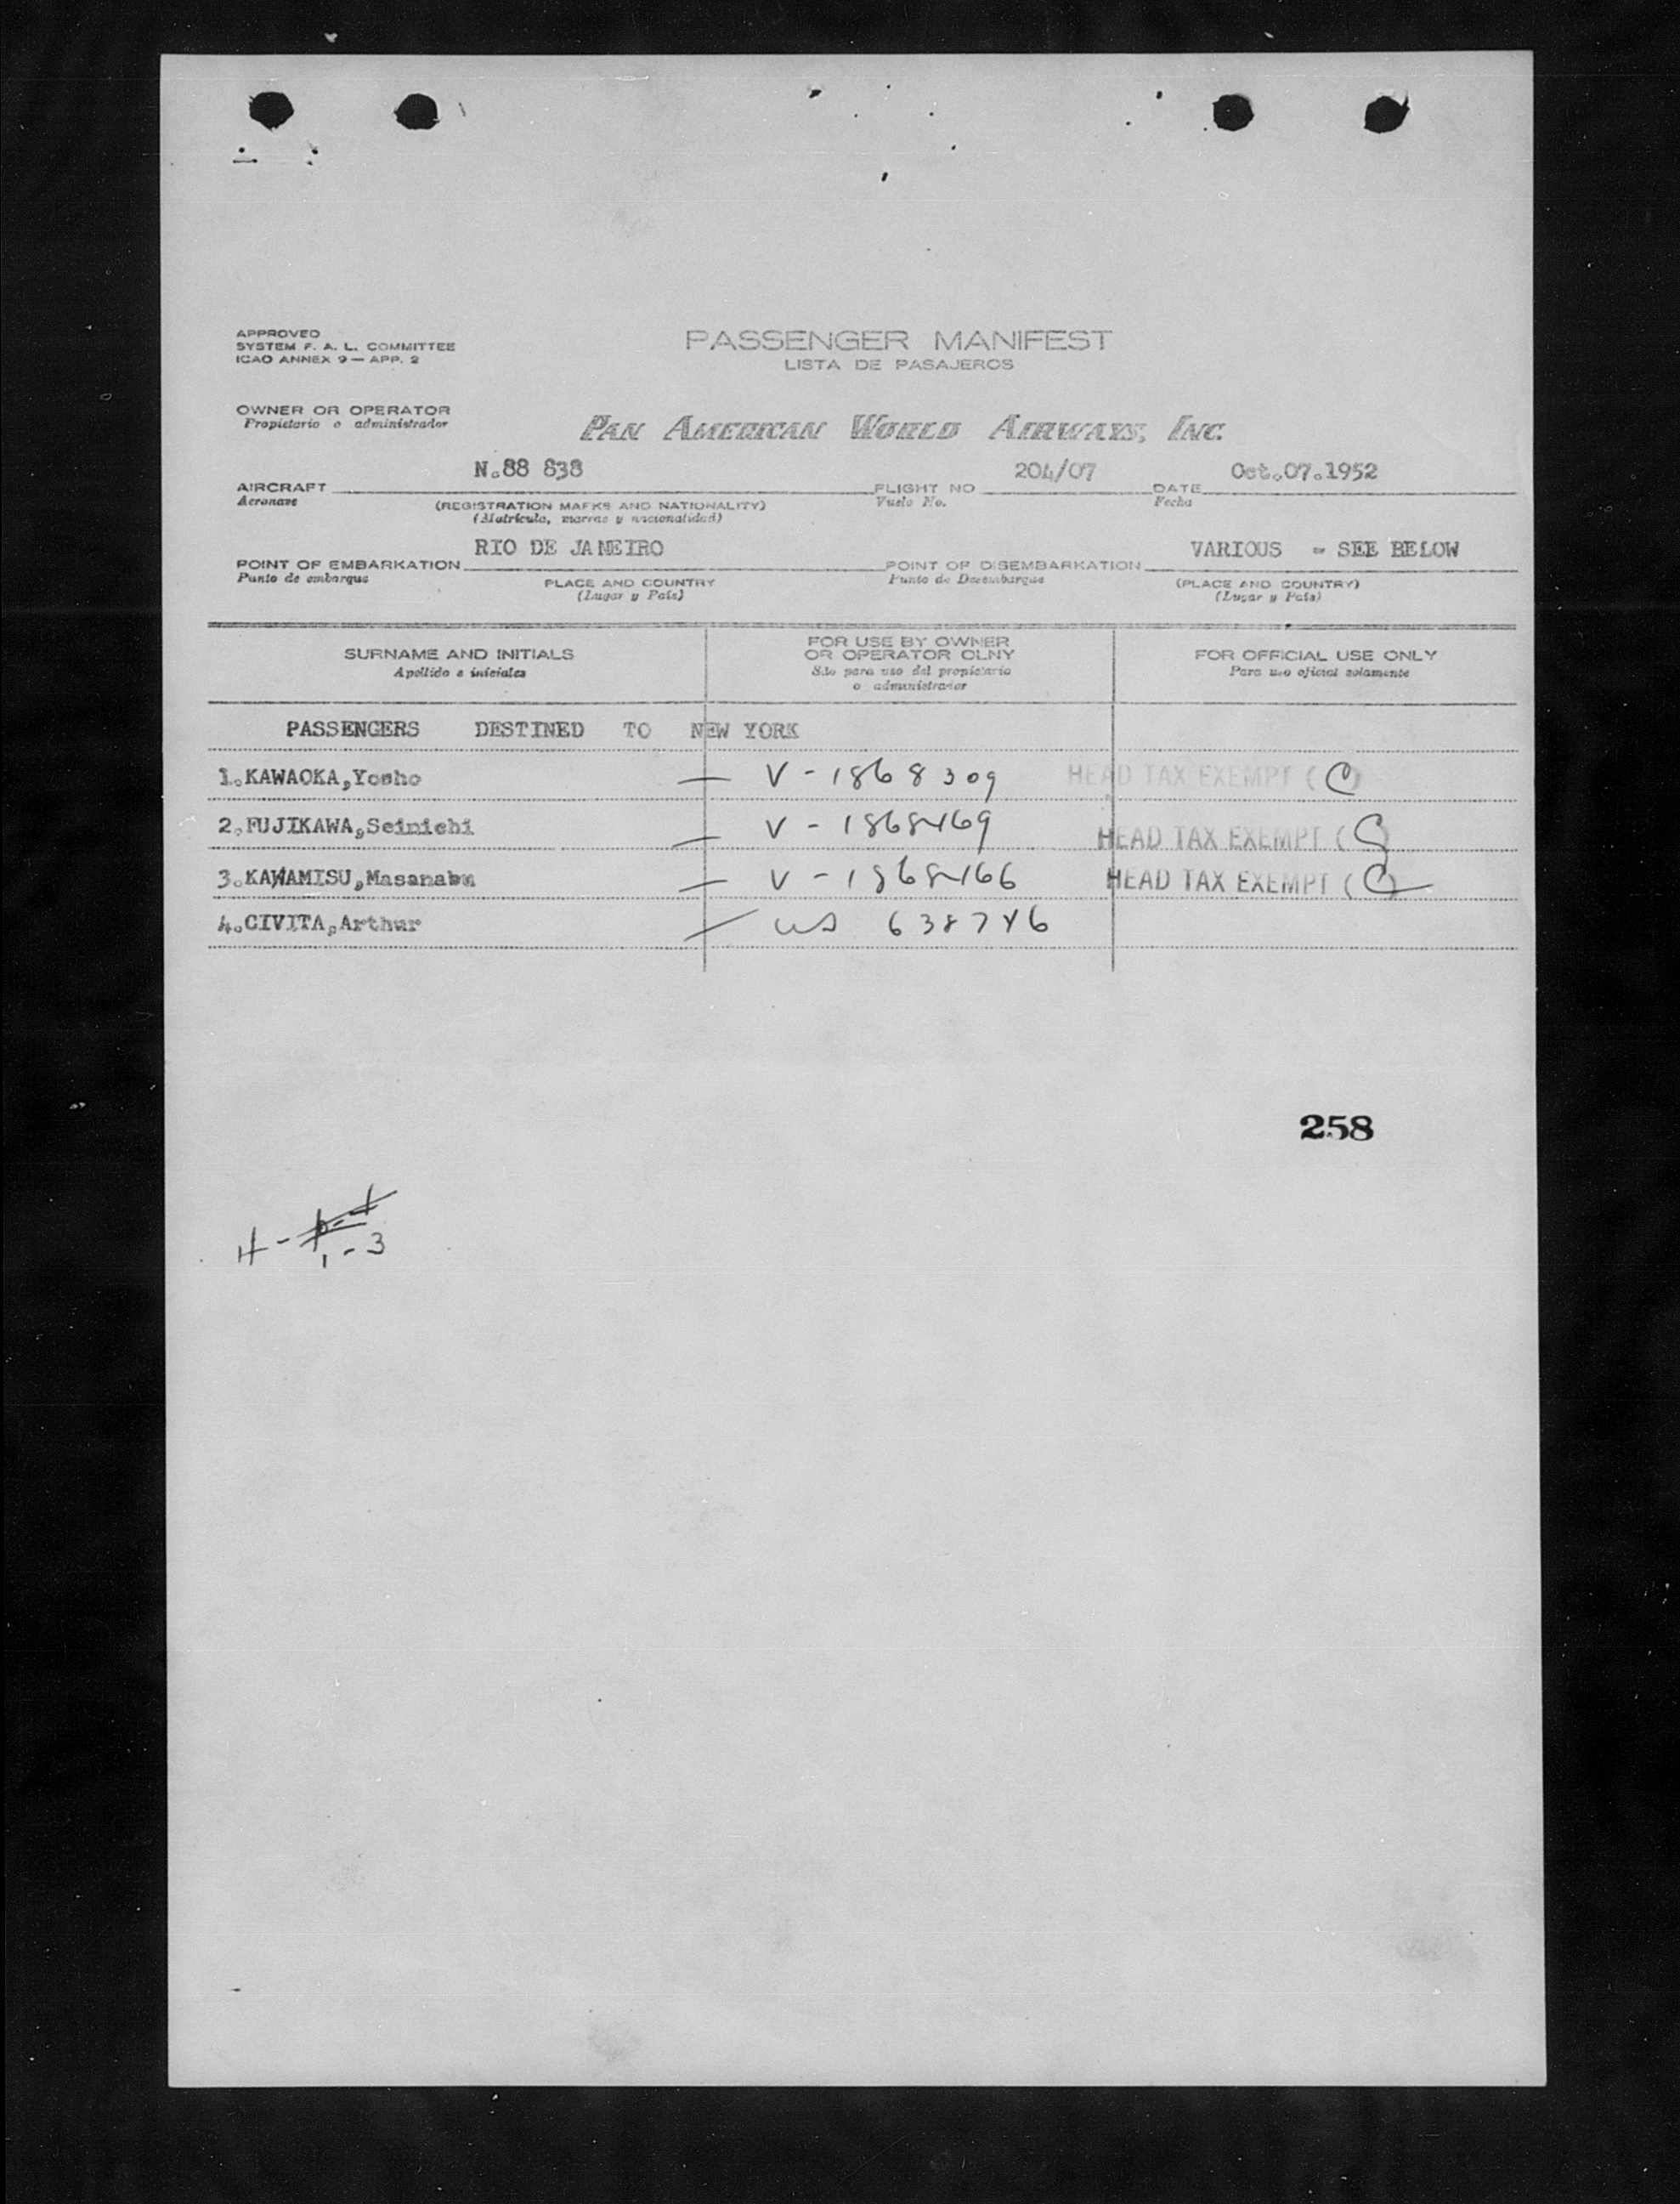 APPROVED
SYSTEM F. A. L. COMMITTEE
ICAO ANNEX 9 — APP. 2
PASSENGER MANIFEST
LISTA DE PASAJEROS
OWNER OR OPERATOR
Propietario o administrador
PAN AMERICAN WORLD AIRWAYS, INC.
AIRCRAFT N.88 838 FLIGHT NO 204/07 DATE Oct.07.1952
Aeronave (REGISTRATION MARKS AND NATIONALITY) Vuelo No. Fecha
(Matrícula, marcas y nacionalidad)
POINT OF EMBARKATION RIO DE JANEIRO POINT OF DISEMBARKATION VARIOUS - SEE BELOW
Punto de embarque PLACE AND COUNTRY Punto de Desembarque (PLACE AND COUNTRY)
(Lugar y País) (Lugar y País)
SURNAME AND INITIALS
Apellido e iniciales
FOR USE BY OWNER
OR OPERATOR OLNY
Sólo para uso del propietario
o administrador
FOR OFFICIAL USE ONLY
Para uso oficial solamente
PASSENGERS DESTINED TO NEW YORK
1.KAWAOKA,Yosho — V - 1868309 HEAD TAX EXEMPT (C)
2.FUJIKAWA,Seinichi — V - 1868169 HEAD TAX EXEMPT (C)
3.KAWAMISU,Masanabu — V - 1868166 HEAD TAX EXEMPT (C)
4.CIVITA,Arthur — US 638746
258
1-3